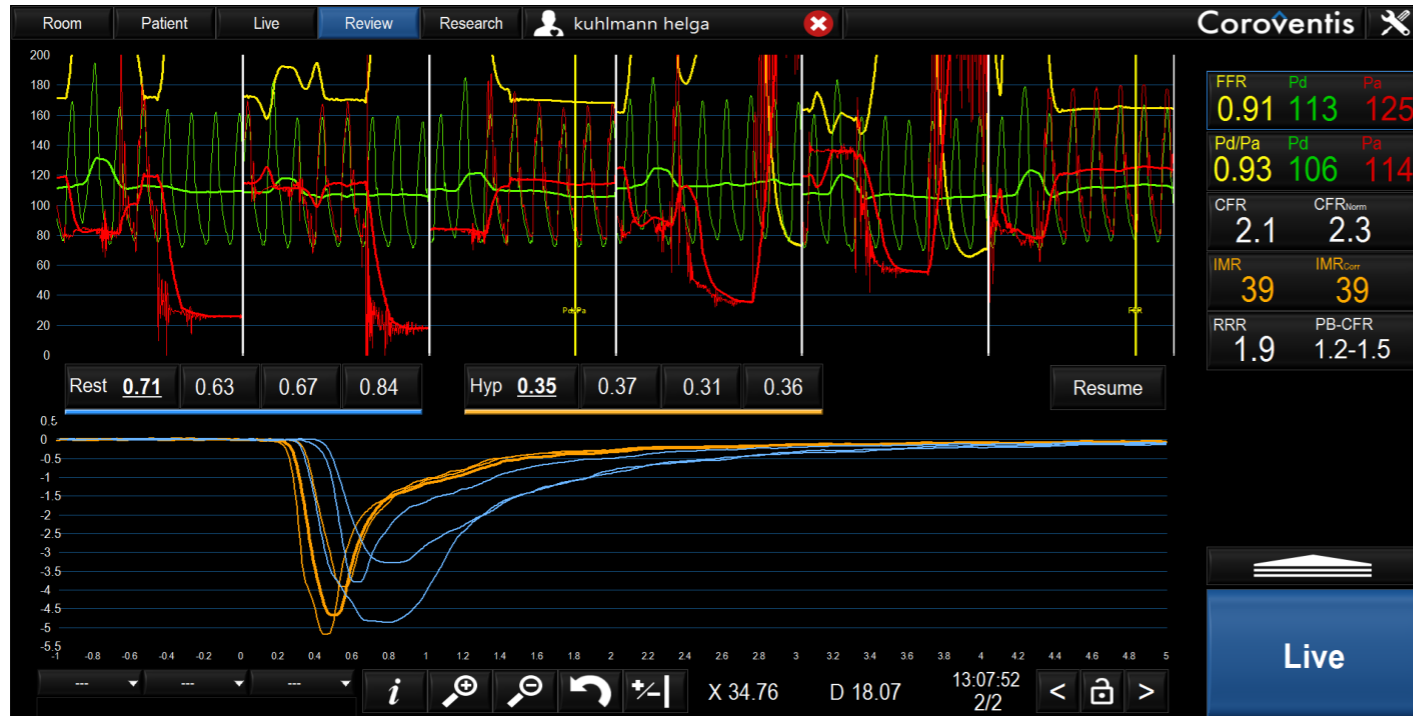 Room Patient Live Review Research kuhlmann helga Coroventis
200
180
160
140
120
100
80
60
40
20
0
Pd/Pa FFR
FFR Pd Pa
0.91 113 125
Pd/Pa Pd Pa
0.93 106 114
CFR CFRNorm
2.1 2.3
IMR IMRCorr
39 39
RRR PB-CFR
1.9 1.2-1.5
Rest 0.71 0.63 0.67 0.84 Hyp 0.35 0.37 0.31 0.36 Resume
0.5
0
-0.5
-1
-1.5
-2
-2.5
-3
-3.5
-4
-4.5
-5
-5.5
-1 -0.8 -0.6 -0.4 -0.2 0 0.2 0.4 0.6 0.8 1 1.2 1.4 1.6 1.8 2 2.2 2.4 2.6 2.8 3 3.2 3.4 3.6 3.8 4 4.2 4.4 4.6 4.8 5
--- --- --- i X 34.76 D 18.07 13:07:52 < >
2/2
Live